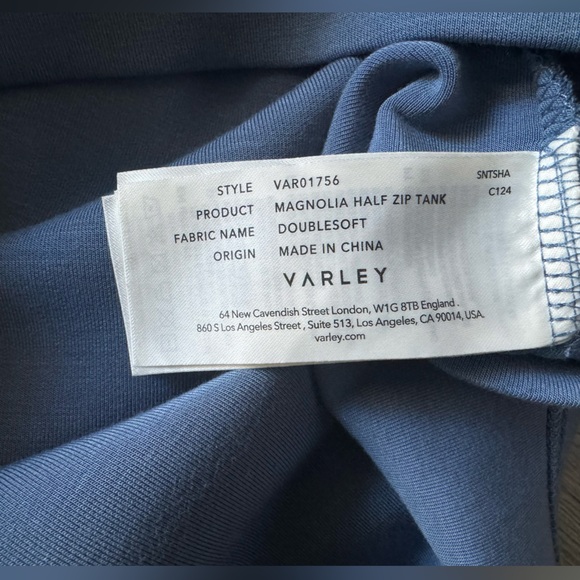 STYLE VAR01756 SNTSHA
PRODUCT MAGNOLIA HALF ZIP TANK C124
FABRIC NAME DOUBLESOFT
ORIGIN MADE IN CHINA
VARLEY
64 New Cavendish Street London, W1G 8TB England .
860 S Los Angeles Street , Suite 513, Los Angeles, CA 90014, USA.
varley.com